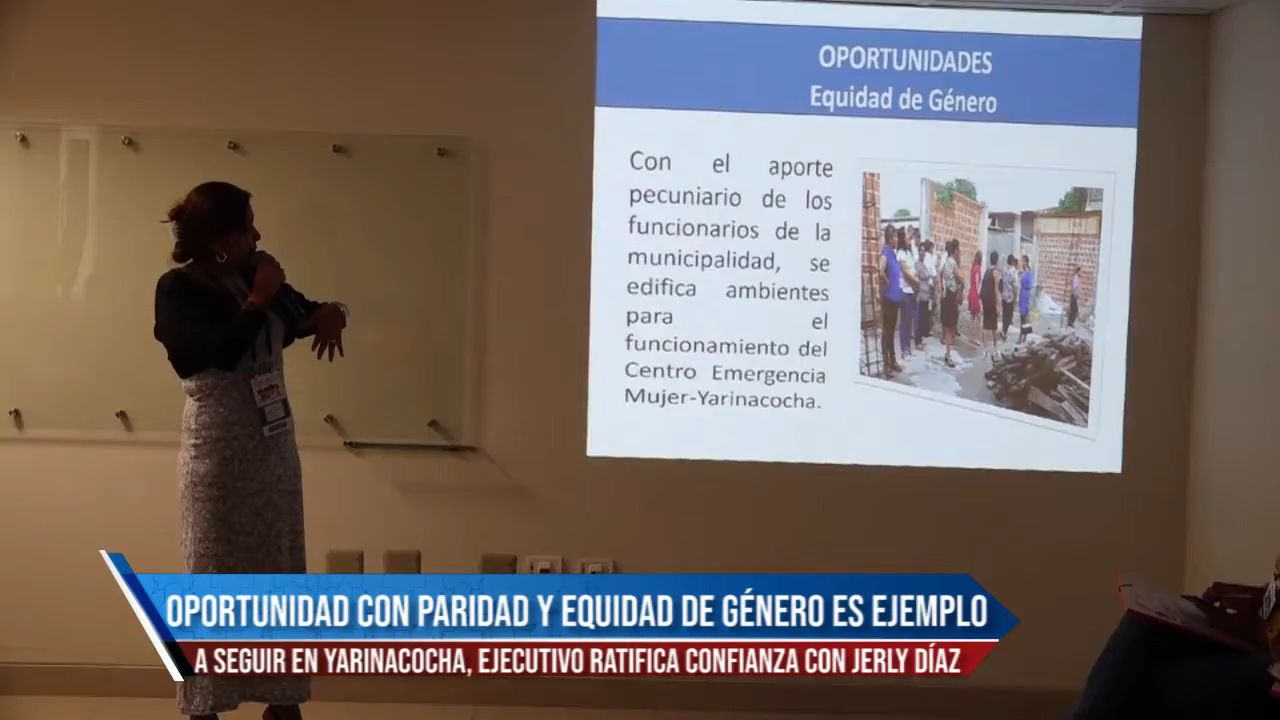 OPORTUNIDADES
Equidad de Género
Con el aporte
pecuniario de los
funcionarios de la
municipalidad, se
edifica ambientes
para el
funcionamiento del
Centro Emergencia
Mujer-Yarinacocha.
OPORTUNIDAD CON PARIDAD Y EQUIDAD DE GÉNERO ES EJEMPLO
A SEGUIR EN YARINACOCHA, EJECUTIVO RATIFICA CONFIANZA CON JERLY DÍAZ